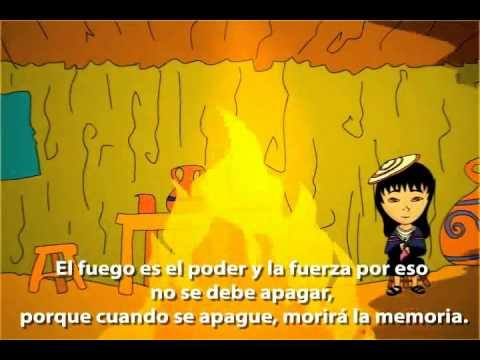 El fuego es el poder y la fuerza por eso
no se debe apagar,
porque cuando se apague, morirá la memoria.